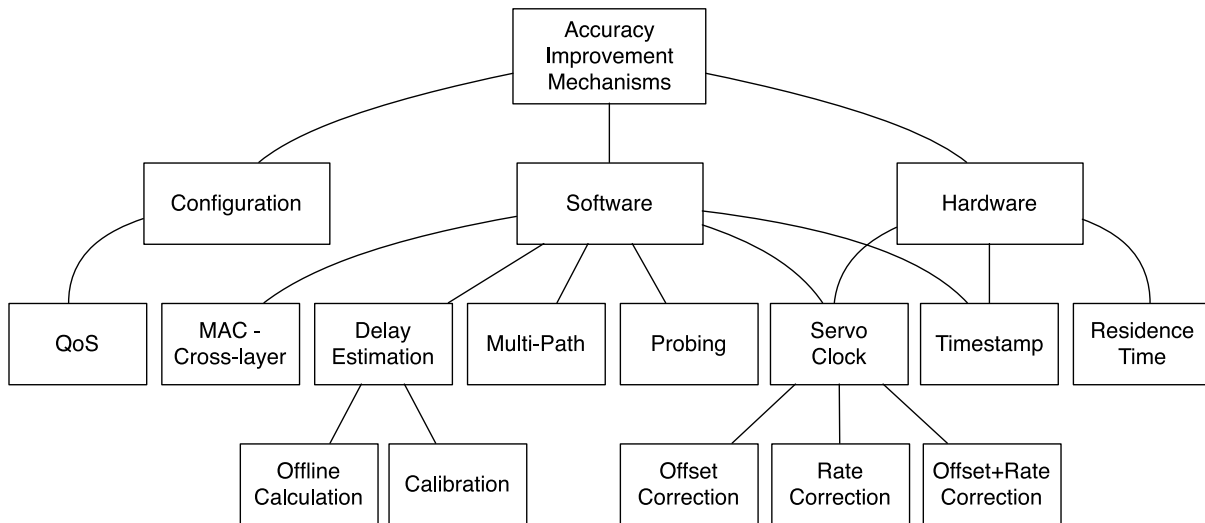 Accuracy
Improvement
Mechanisms
Configuration
Software
Hardware
QoS
MAC -
Cross-layer
Delay
Estimation
Multi-Path
Probing
Servo
Clock
Timestamp
Residence
Time
Offline
Calculation
Calibration
Offset
Correction
Rate
Correction
Offset+Rate
Correction